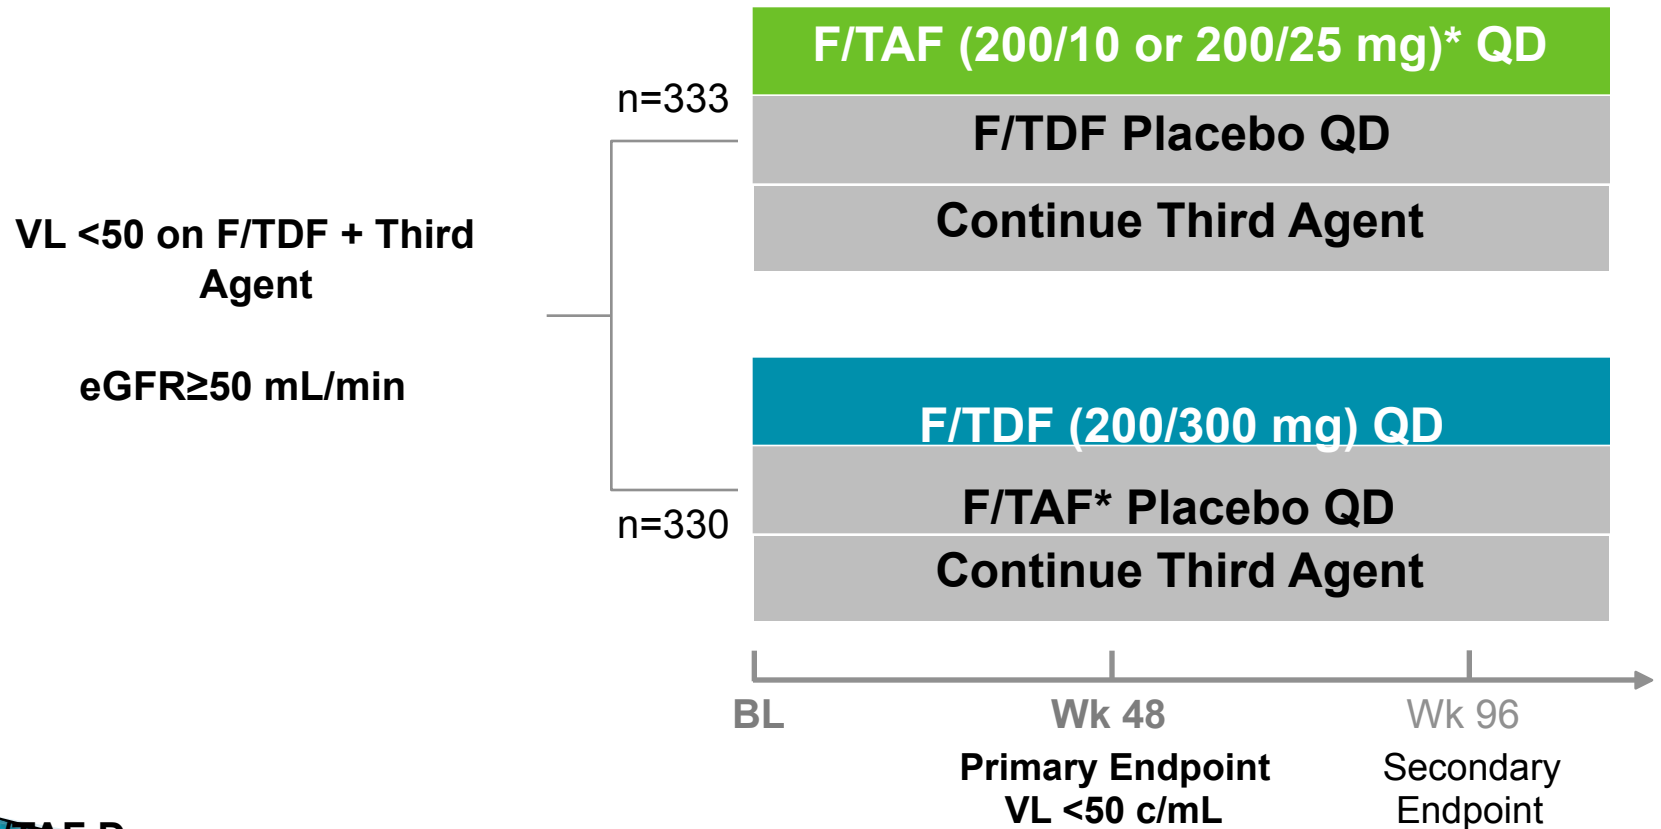 F/TAF (200/10 or 200/25 mg)* QD
n=333
F/TDF Placebo QD
Continue Third Agent
VL <50 on F/TDF + Third
Agent
eGFR≥50 mL/min
F/TDF (200/300 mg) QD
F/TAF* Placebo QD
n=330
Continue Third Agent
BL
Wk 48
Wk 96
Primary Endpoint
VL <50 c/mL
Secondary
Endpoint